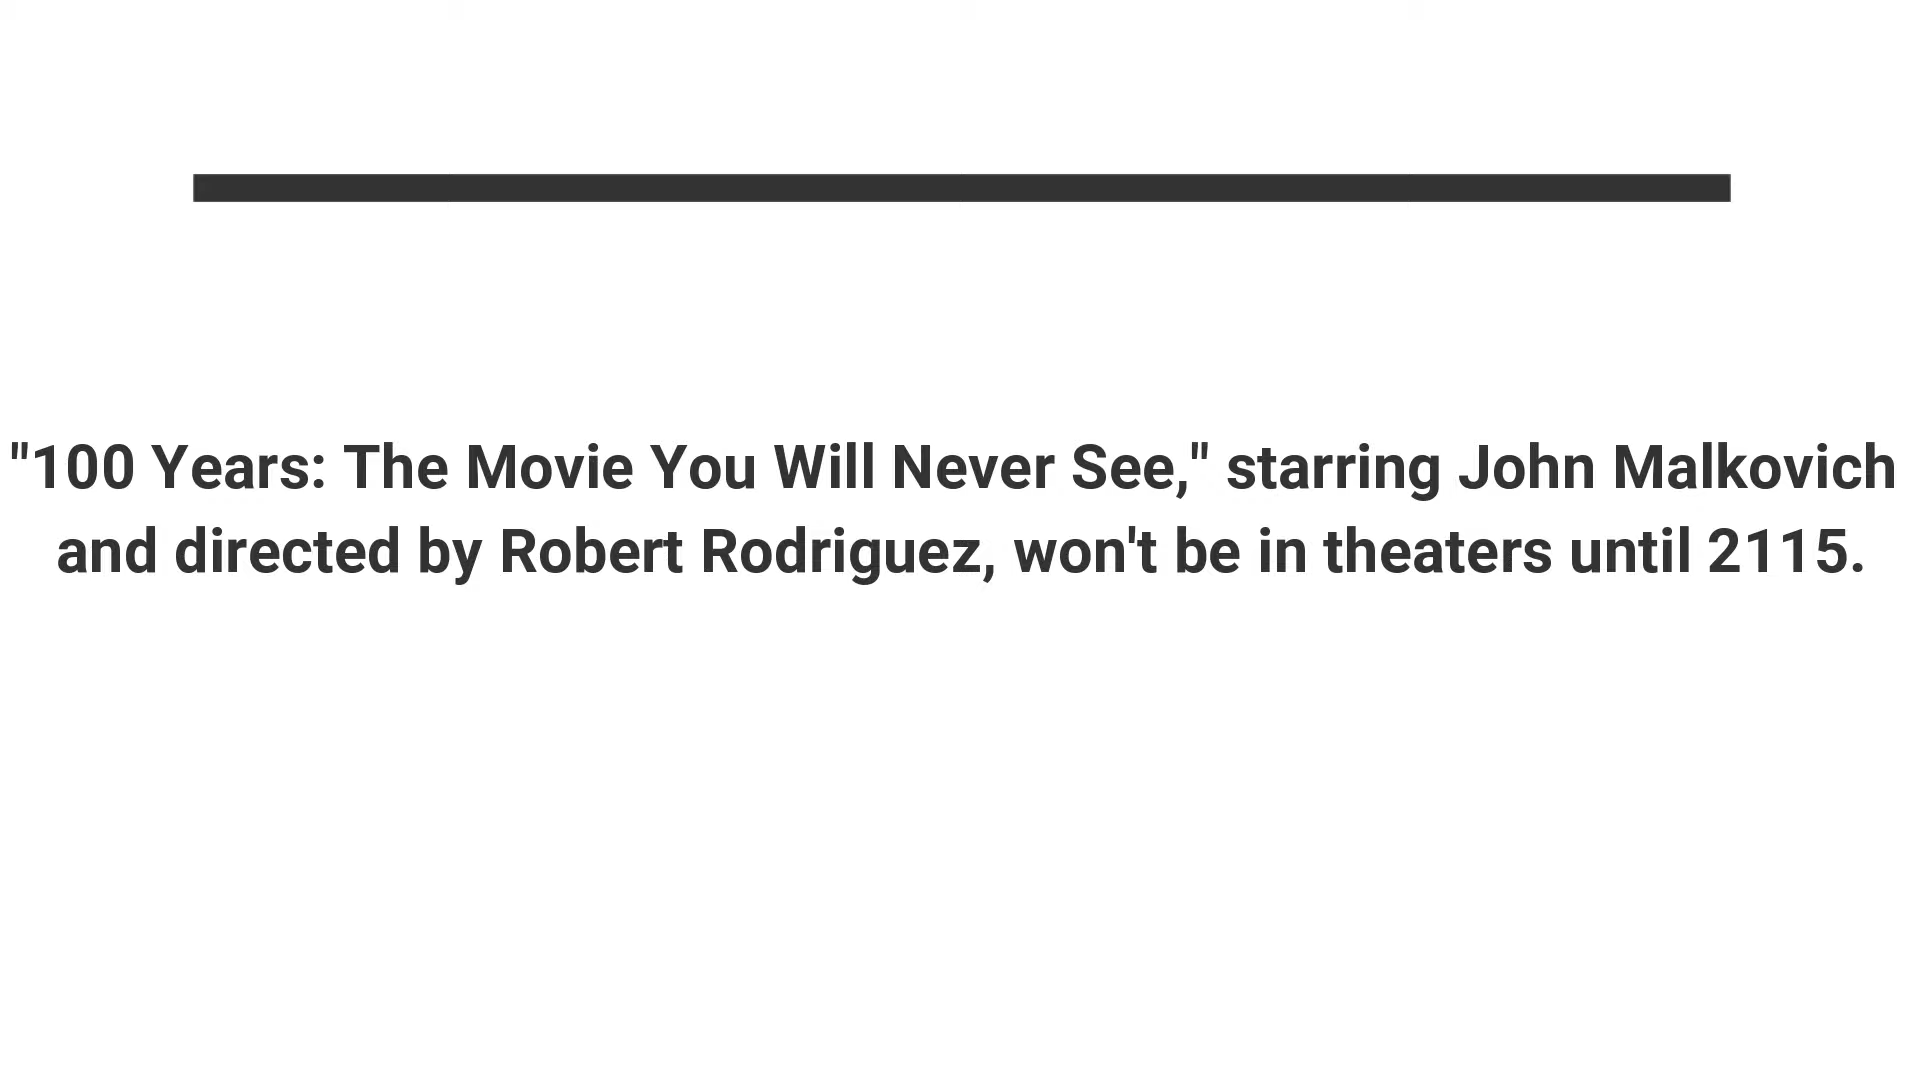 "100 Years: The Movie You Will Never See," starring John Malkovich
and directed by Robert Rodriguez, won't be in theaters until 2115.